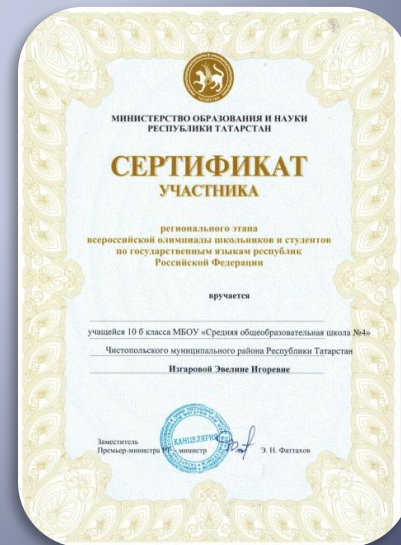 МИНИСТЕРСТВО ОБРАЗОВАНИЯ И НАУКИ
РЕСПУБЛИКИ ТАТАРСТАН
СЕРТИФИКАТ
УЧАСТНИКА
регионального этапа
всероссийской олимпиады школьников и студентов
по государственным языкам республик
Российской Федерации
вручается
учащейся 10 б класса МБОУ «Средняя общеобразовательная школа №4»
Чистопольского муниципального района Республики Татарстан
Изгаровой Эвелине Игоревне
Заместитель
Премьер-министра РТ – министр Э. Н. Фаттахов
КАНЦЕЛЯРИЯ